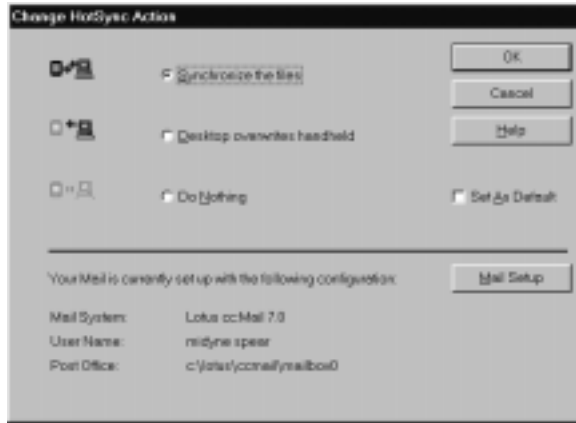 Change HotSync Action
Synchronize the files
OK
Cancel
Desktop overwrites handheld
Help
Do Nothing
Set As Default
Your Mail is currently set up with the following configuration:
Mail Setup
Mail System: Lotus cc:Mail 7.0
User Name: midyne spear
Post Office: c:\lotus\ccmail\mailbox0